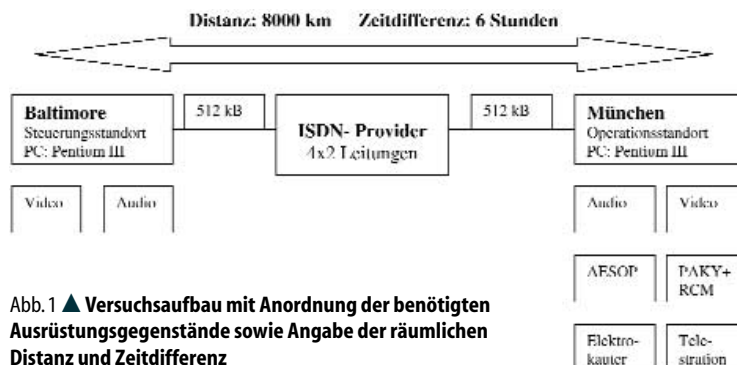 Distanz: 8000 km Zeitdifferenz: 6 Stunden
Baltimore
Steuerungsstandort
PC: Pentium III
512 kB
ISDN- Provider
4x2 Leitungen
512 kB
München
Operationsstandort
PC: Pentium III
Video
Audio
Audio
Video
AESOP
PAKY+
RCM
Elektro-
kauter
Tele-
stration
Abb. 1 ▲ Versuchsaufbau mit Anordnung der benötigten
Ausrüstungsgegenstände sowie Angabe der räumlichen
Distanz und Zeitdifferenz